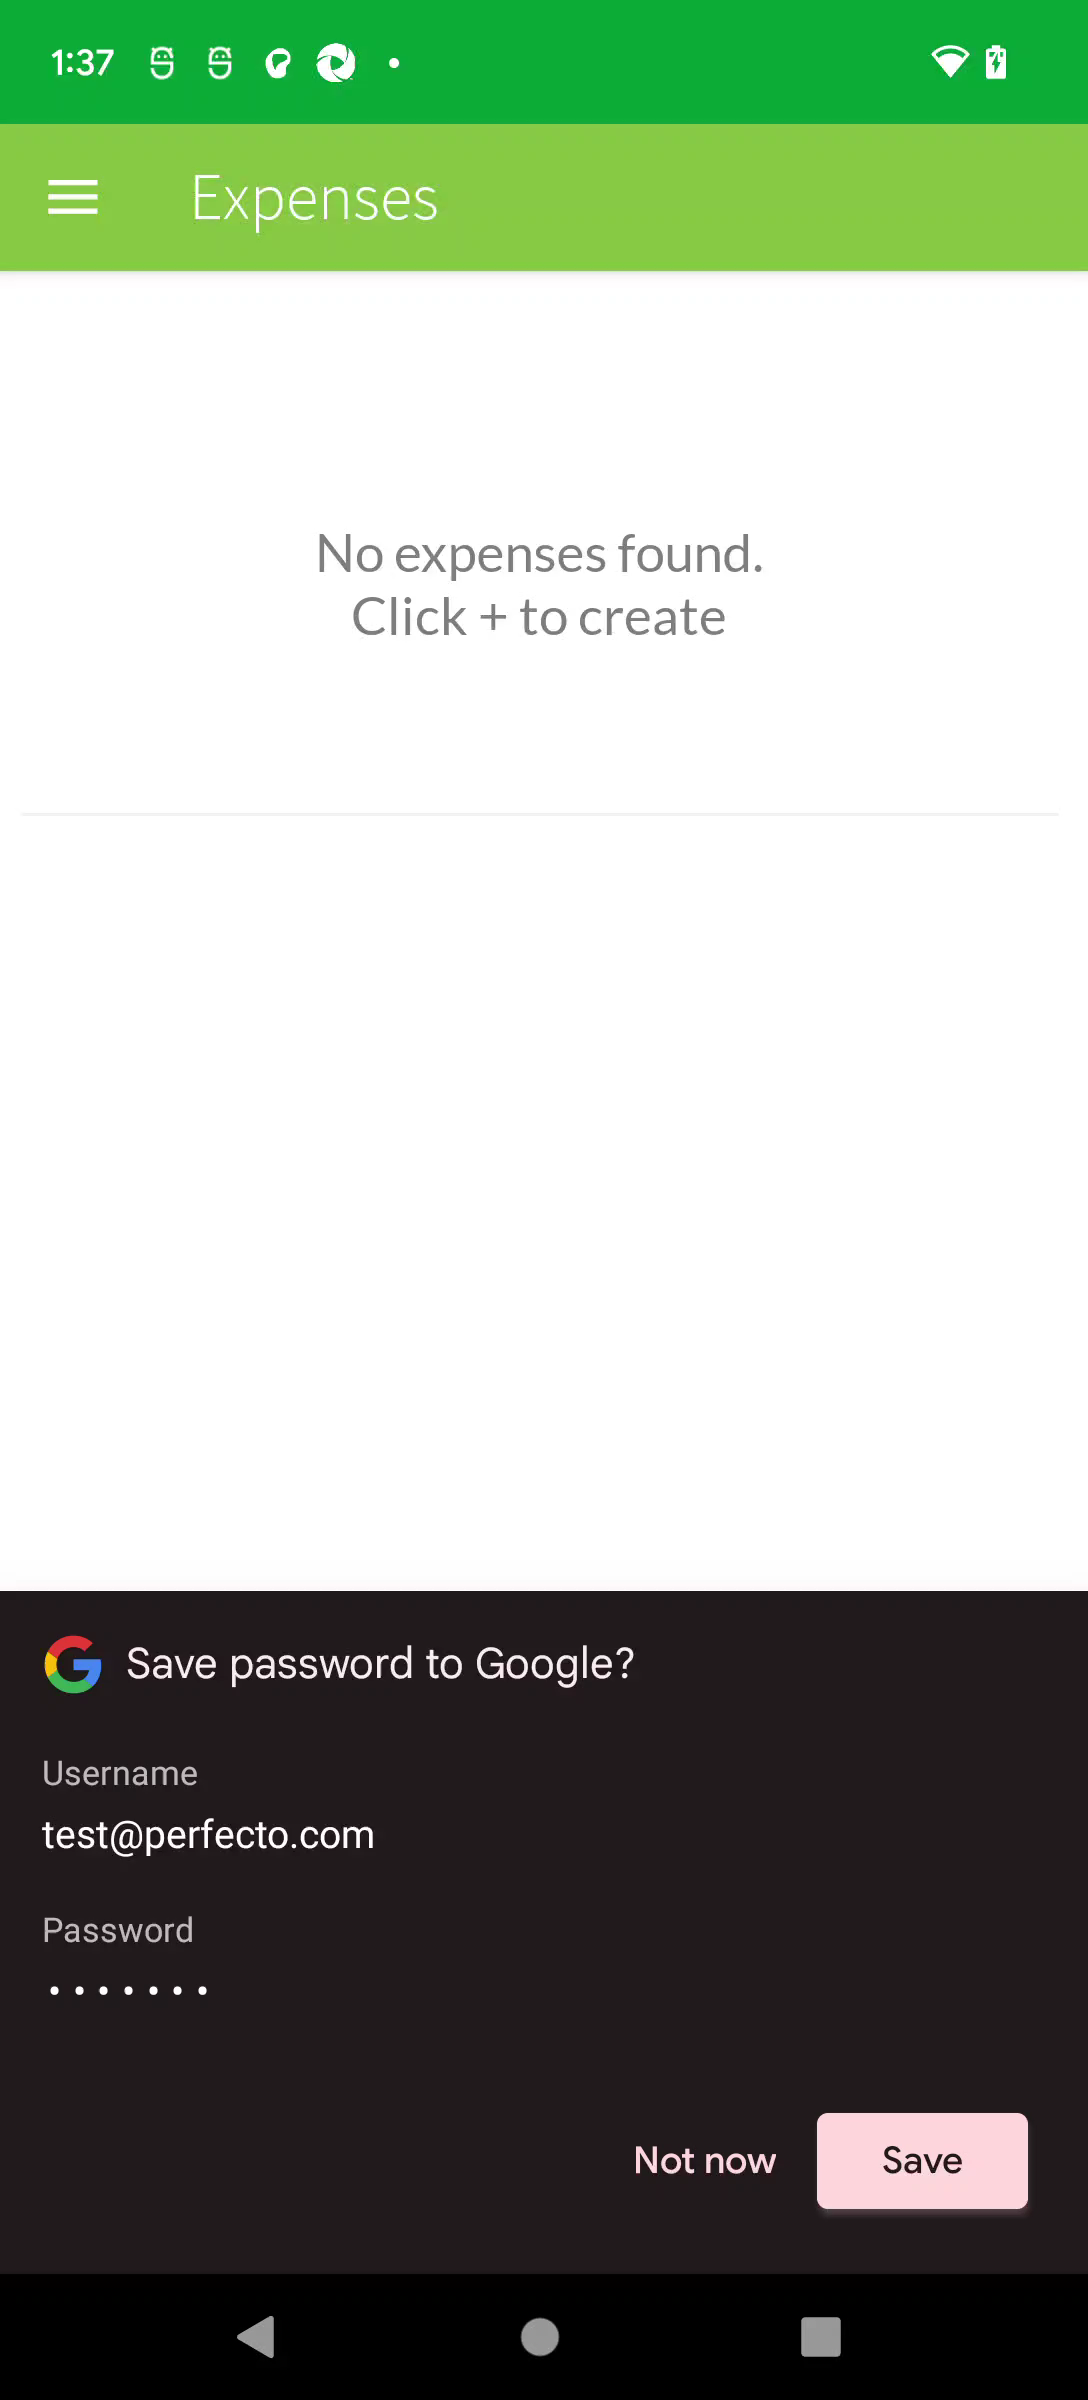 1:37
Expenses
No expenses found.
Click + to create
Save password to Google?
Username
test@perfecto.com
Password
•••••••
Not now
Save